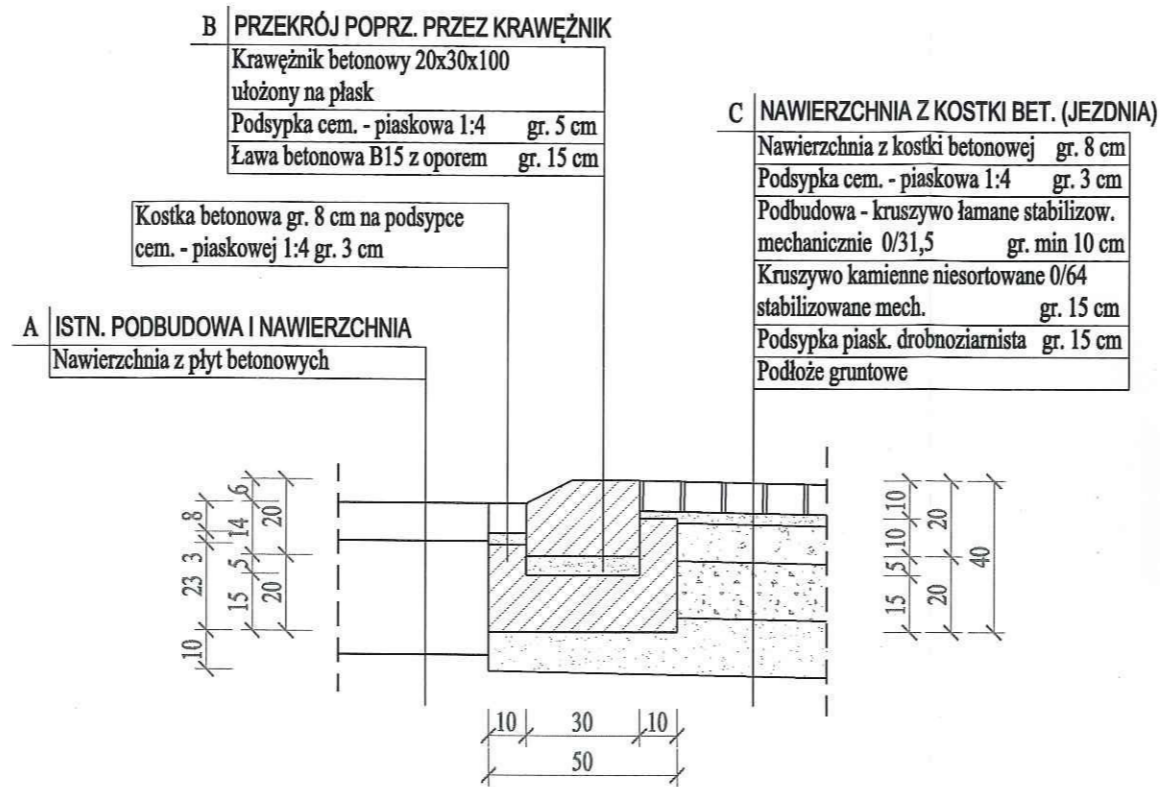 B PRZEKRÓJ POPRZ. PRZEZ KRAWĘŻNIK
Krawężnik betonowy 20x30x100
ułożony na płask
Podsypka cem. - piaskowa 1:4 gr. 5 cm
Ława betonowa B15 z oporem gr. 15 cm
Kostka betonowa gr. 8 cm na podsypce
cem. - piaskowej 1:4 gr. 3 cm
A ISTN. PODBUDOWA I NAWIERZCHNIA
Nawierzchnia z płyt betonowych
C NAWIERZCHNIA Z KOSTKI BET. (JEZDNIA)
Nawierzchnia z kostki betonowej gr. 8 cm
Podsypka cem. - piaskowa 1:4 gr. 3 cm
Podbudowa - kruszywo łamane stabilizow.
mechanicznie 0/31,5 gr. min 10 cm
Kruszywo kamienne niesortowane 0/64
stabilizowane mech. gr. 15 cm
Podsypka piask. drobnoziarnista gr. 15 cm
Podłoże gruntowe
8
3
23
10
6
14
5
15
20
20
10
10
5
15
20
20
40
10
30
10
50